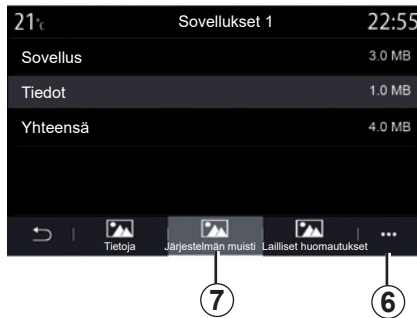 21°c Sovellukset 1 22:55
Sovellus 3.0 MB
Tiedot 1.0 MB
Yhteensä 4.0 MB
Tietoja Järjestelmän muisti Lailliset huomautukset
7 6